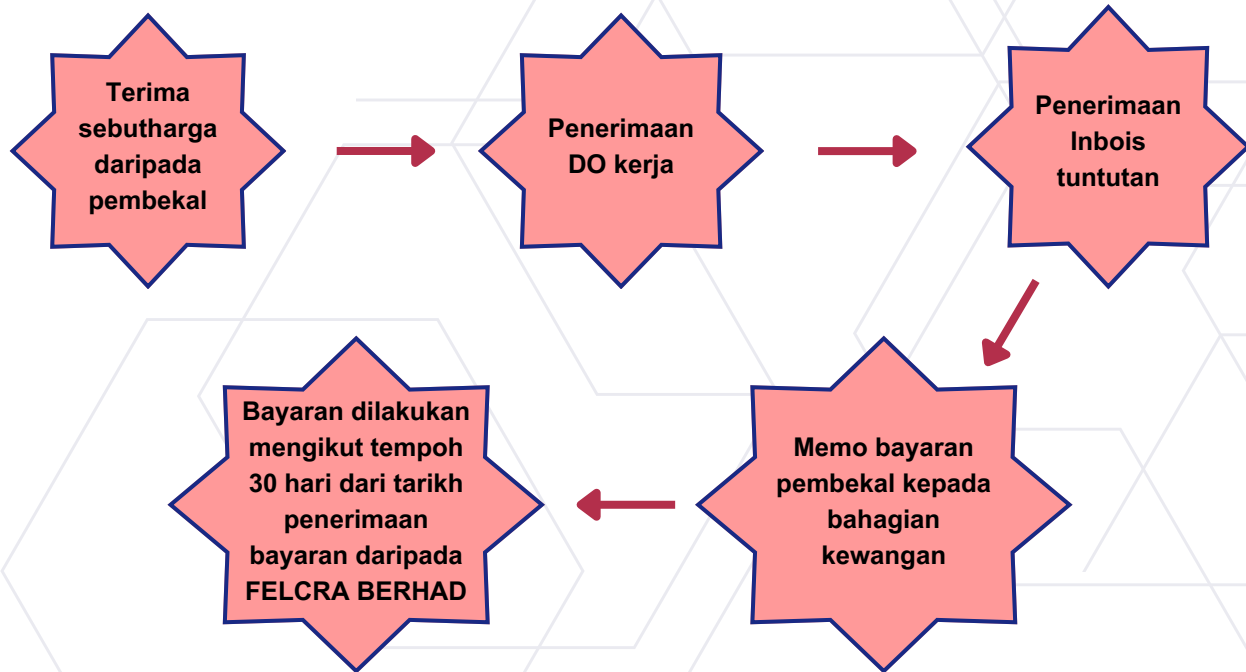 Terima
sebutharga
daripada
pembekal
Penerimaan
DO kerja
Penerimaan
Inbois
tuntutan
Memo bayaran
pembekal kepada
bahagian
kewangan
Bayaran dilakukan
mengikut tempoh
30 hari dari tarikh
penerimaan
bayaran daripada
FELCRA BERHAD